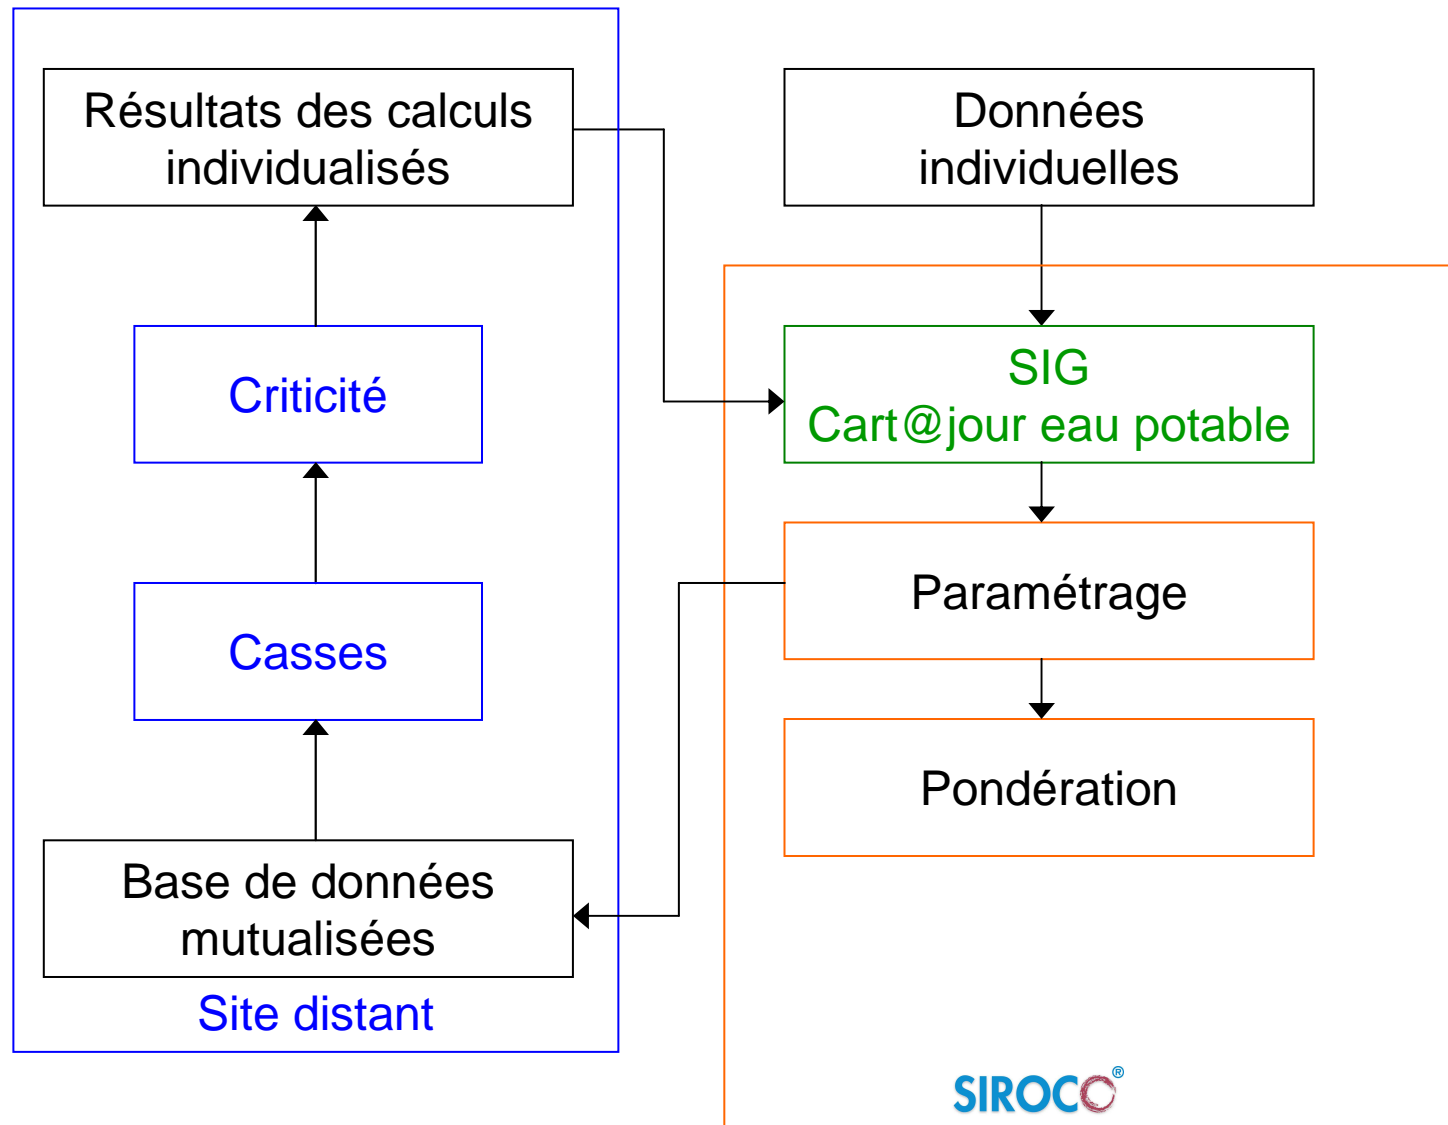 Résultats des calculs
individualisés
Criticité
Casses
Base de données
mutualisées
Site distant
Données
individuelles
SIG
Cart@jour eau potable
Paramétrage
Pondération
SIROCO®